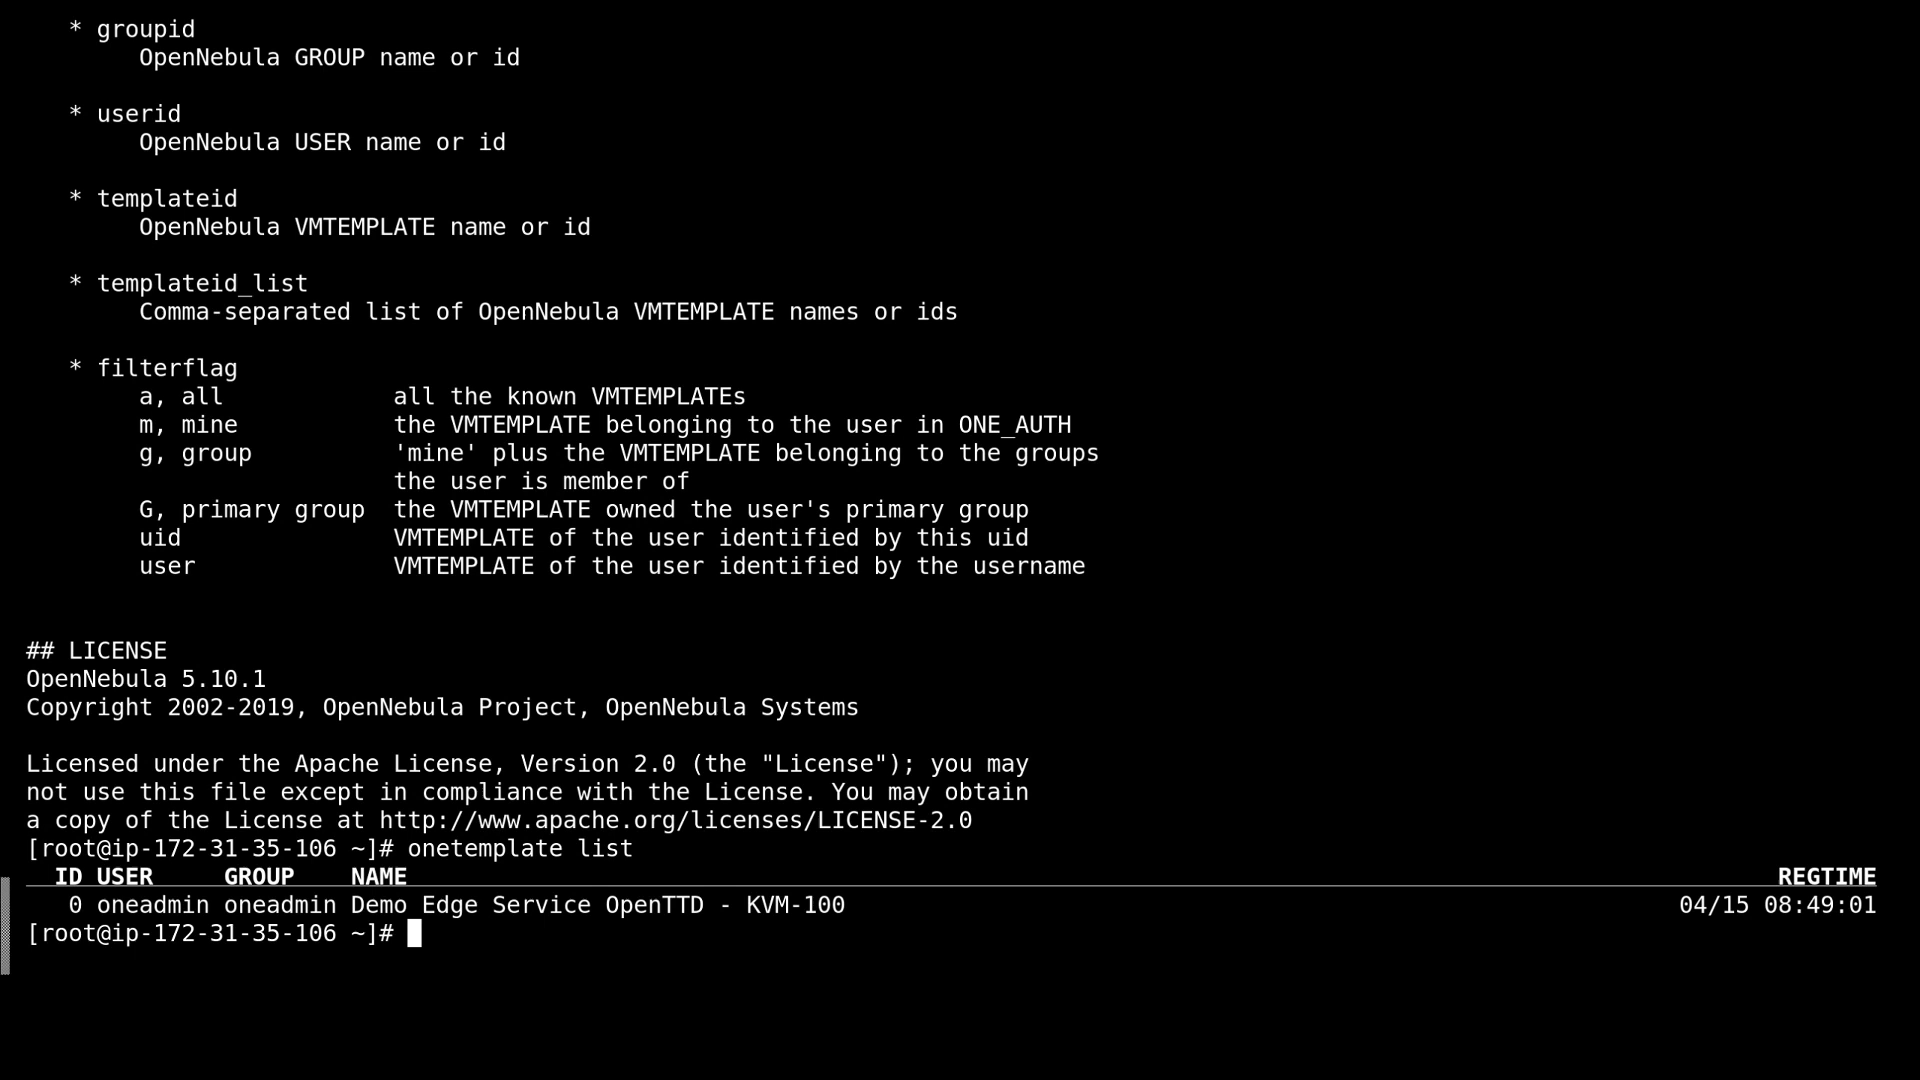 * groupid
OpenNebula GROUP name or id
* userid
OpenNebula USER name or id
* templateid
OpenNebula VMTEMPLATE name or id
* templateid_list
Comma-separated list of OpenNebula VMTEMPLATE names or ids
* filterflag
a, all all the known VMTEMPLATEs
m, mine the VMTEMPLATE belonging to the user in ONE_AUTH
g, group 'mine' plus the VMTEMPLATE belonging to the groups
the user is member of
G, primary group the VMTEMPLATE owned the user's primary group
uid VMTEMPLATE of the user identified by this uid
user VMTEMPLATE of the user identified by the username
## LICENSE
OpenNebula 5.10.1
Copyright 2002-2019, OpenNebula Project, OpenNebula Systems
Licensed under the Apache License, Version 2.0 (the "License"); you may
not use this file except in compliance with the License. You may obtain
a copy of the License at http://www.apache.org/licenses/LICENSE-2.0
[root@ip-172-31-35-106 ~]# onetemplate list
ID USER GROUP NAME REGTIME
0 oneadmin oneadmin Demo Edge Service OpenTTD - KVM-100 04/15 08:49:01
[root@ip-172-31-35-106 ~]#